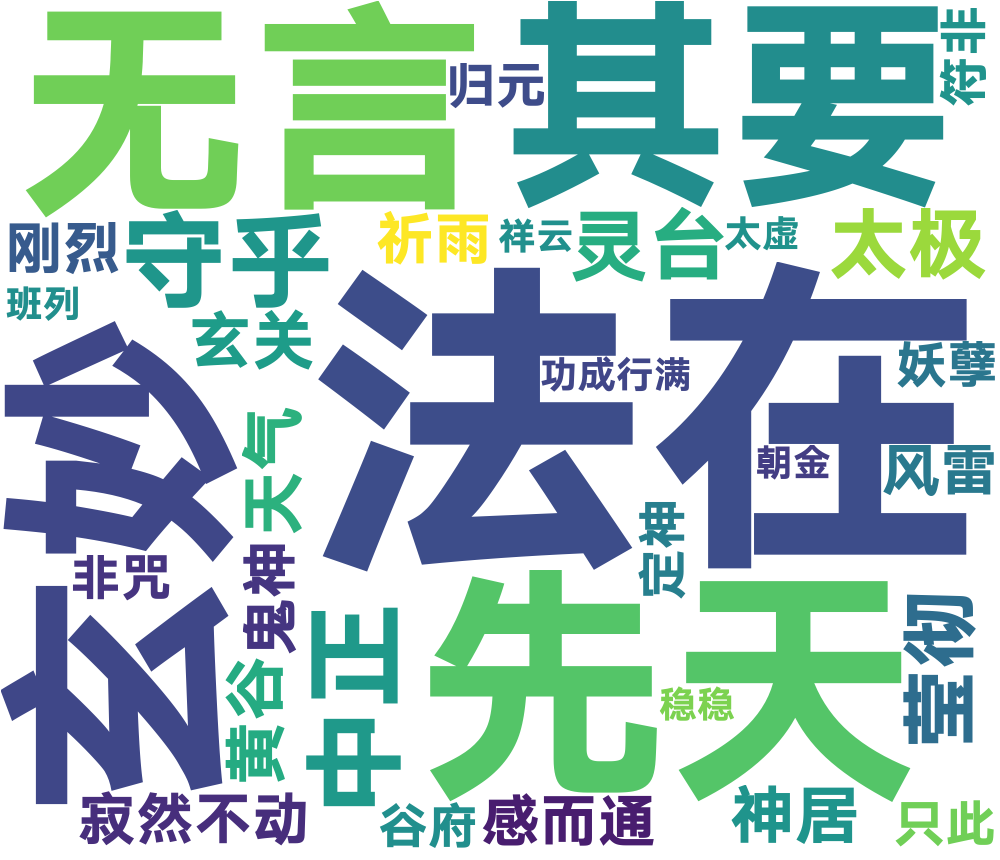 无言
归元
其要
符非
刚烈
守乎
祈雨
祥云
灵台
太虚
太极
班列
玄关
法在
功成行满
妖孽
玄妙
天气
朝金
风雷
定神
非咒
鬼神
先天
中正
莹彻
黄谷
稳稳
寂然不动
谷府
感而通
神居
只此